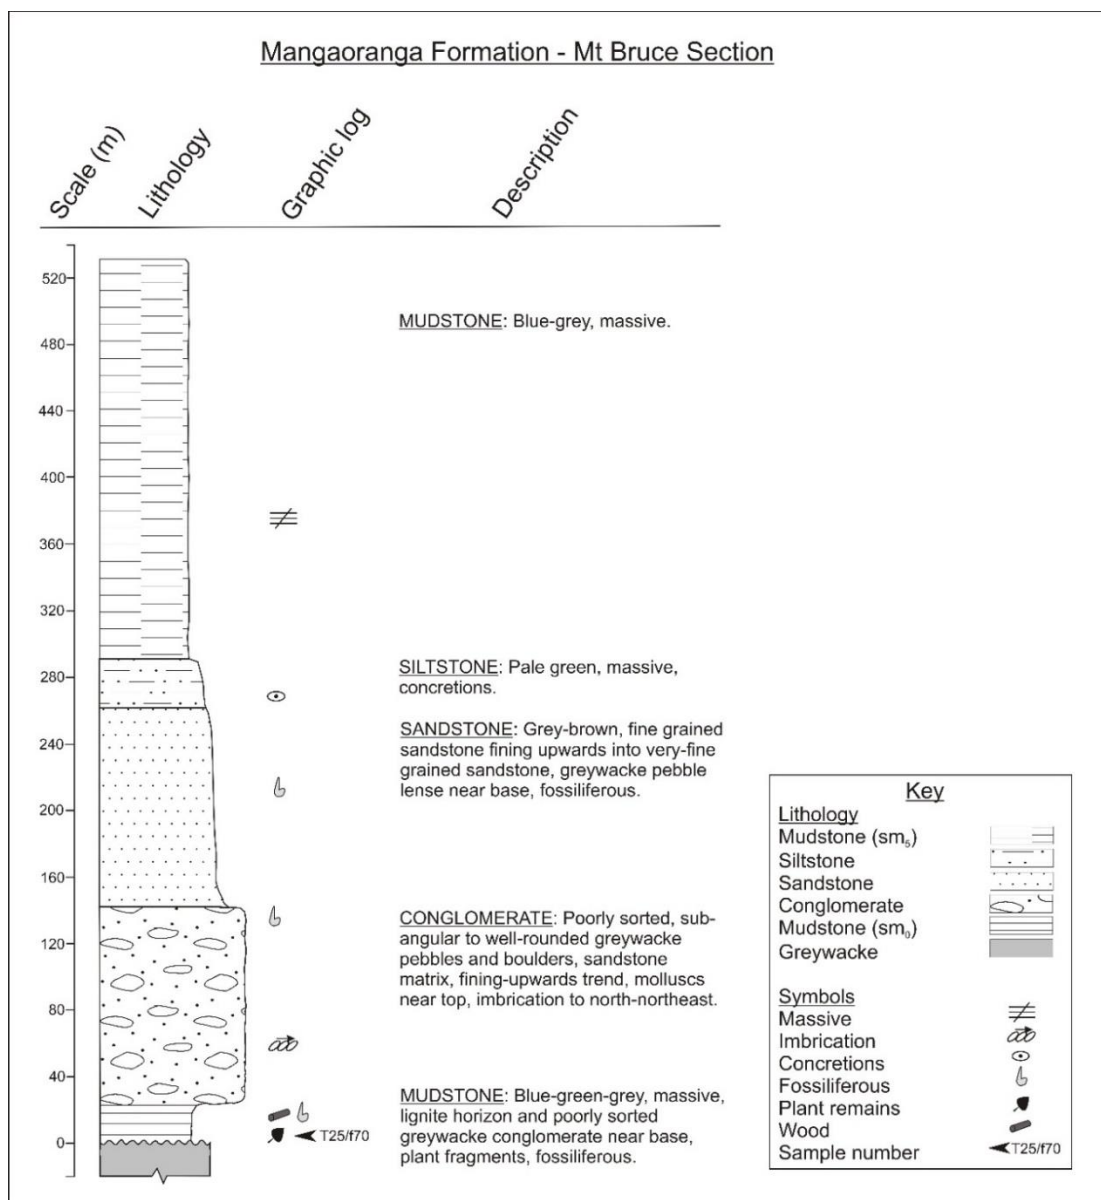 Mangaoranga Formation - Mt Bruce Section
Scale (m)
Lithology
Graphic log
Description
520
480
440
400
360
320
280
240
200
160
120
80
40
0
MUDSTONE: Blue-grey, massive.
SILTSTONE: Pale green, massive,
concretions.
SANDSTONE: Grey-brown, fine grained
sandstone fining upwards into very-fine
grained sandstone, greywacke pebble
lense near base, fossiliferous.
CONGLOMERATE: Poorly sorted, sub-
angular to well-rounded greywacke
pebbles and boulders, sandstone
matrix, fining-upwards trend, molluscs
near top, imbrication to north-northeast.
MUDSTONE: Blue-green-grey, massive,
lignite horizon and poorly sorted
greywacke conglomerate near base,
plant fragments, fossiliferous.
T25/f70
Key
Lithology
Mudstone (sm₅)
Siltstone
Sandstone
Conglomerate
Mudstone (sm₀)
Greywacke
Symbols
Massive
Imbrication
Concretions
Fossiliferous
Plant remains
Wood
Sample number
T25/f70